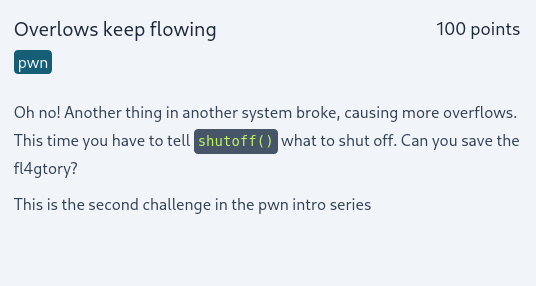 Overlows keep flowing
100 points
pwn
Oh no! Another thing in another system broke, causing more overflows.
This time you have to tell shutoff() what to shut off. Can you save the
fl4gtory?
This is the second challenge in the pwn intro series